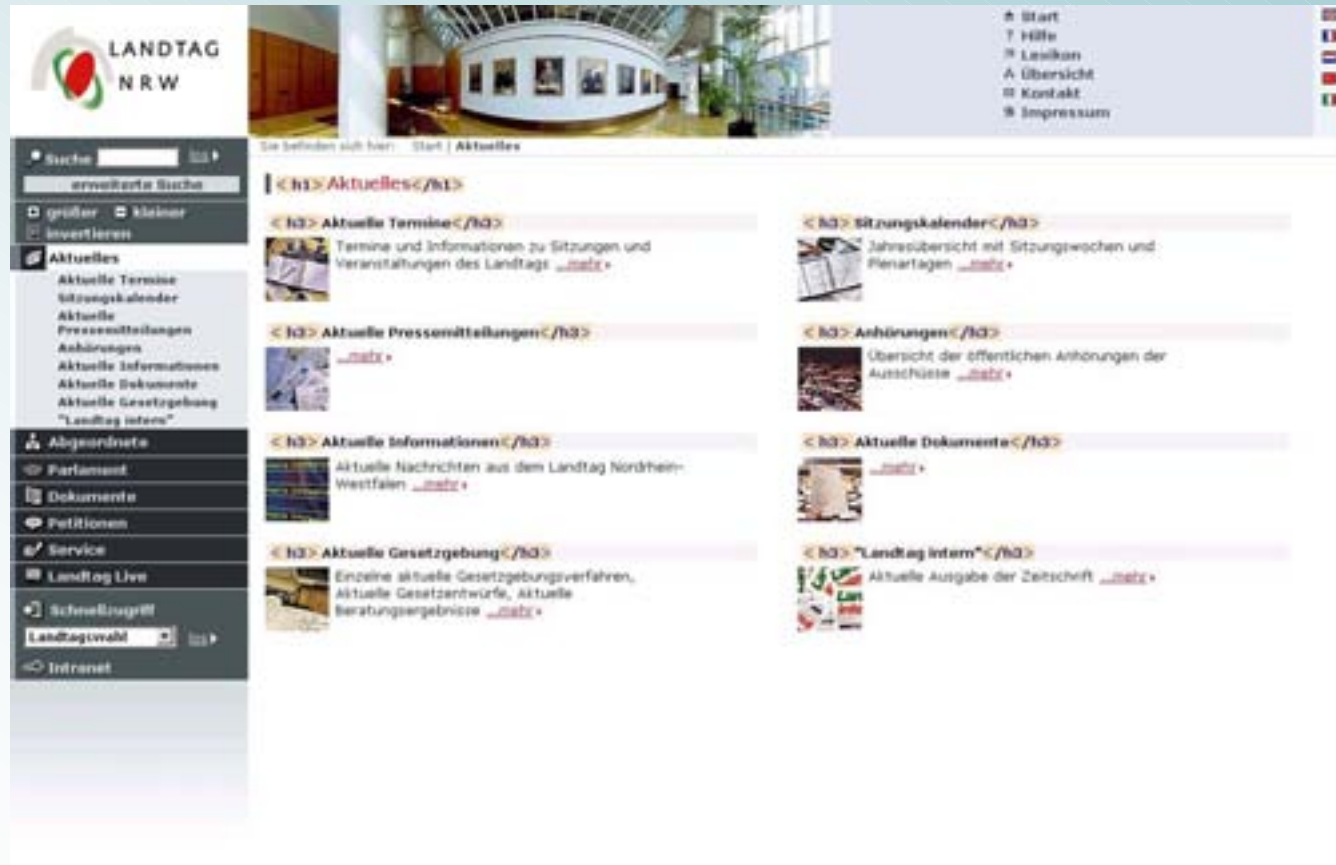 LANDTAG
NRW
Start
? Hilfe
Lexikon
Übersicht
Kontakt
Impressum
Suche los
erweiterte Suche
größer kleiner
invertieren
Aktuelles
Aktuelle Termine
Sitzungskalender
Aktuelle
Pressemitteilungen
Anhörungen
Aktuelle Informationen
Aktuelle Dokumente
Aktuelle Gesetzgebung
"Landtag intern"
Abgeordnete
Parlament
Dokumente
Petitionen
Service
Landtag Live
Schnellzugriff
Landtagswahl los
Intranet
Sie befinden sich hier: Start | Aktuelles
<h1> Aktuelles</h1>
<h3> Aktuelle Termine</h3>
Termine und Informationen zu Sitzungen und
Veranstaltungen des Landtags ...mehr
<h3> Sitzungskalender</h3>
Jahresübersicht mit Sitzungswochen und
Plenartagen ...mehr
<h3> Aktuelle Pressemitteilungen</h3>
...mehr
<h3> Anhörungen</h3>
Übersicht der öffentlichen Anhörungen der
Ausschüsse ...mehr
<h3> Aktuelle Informationen</h3>
Aktuelle Nachrichten aus dem Landtag Nordrhein-
Westfalen ...mehr
<h3> Aktuelle Dokumente</h3>
...mehr
<h3> Aktuelle Gesetzgebung</h3>
Einzelne aktuelle Gesetzgebungsverfahren,
Aktuelle Gesetzentwürfe, Aktuelle
Beratungsergebnisse ...mehr
<h3> "Landtag intern"</h3>
Aktuelle Ausgabe der Zeitschrift ...mehr